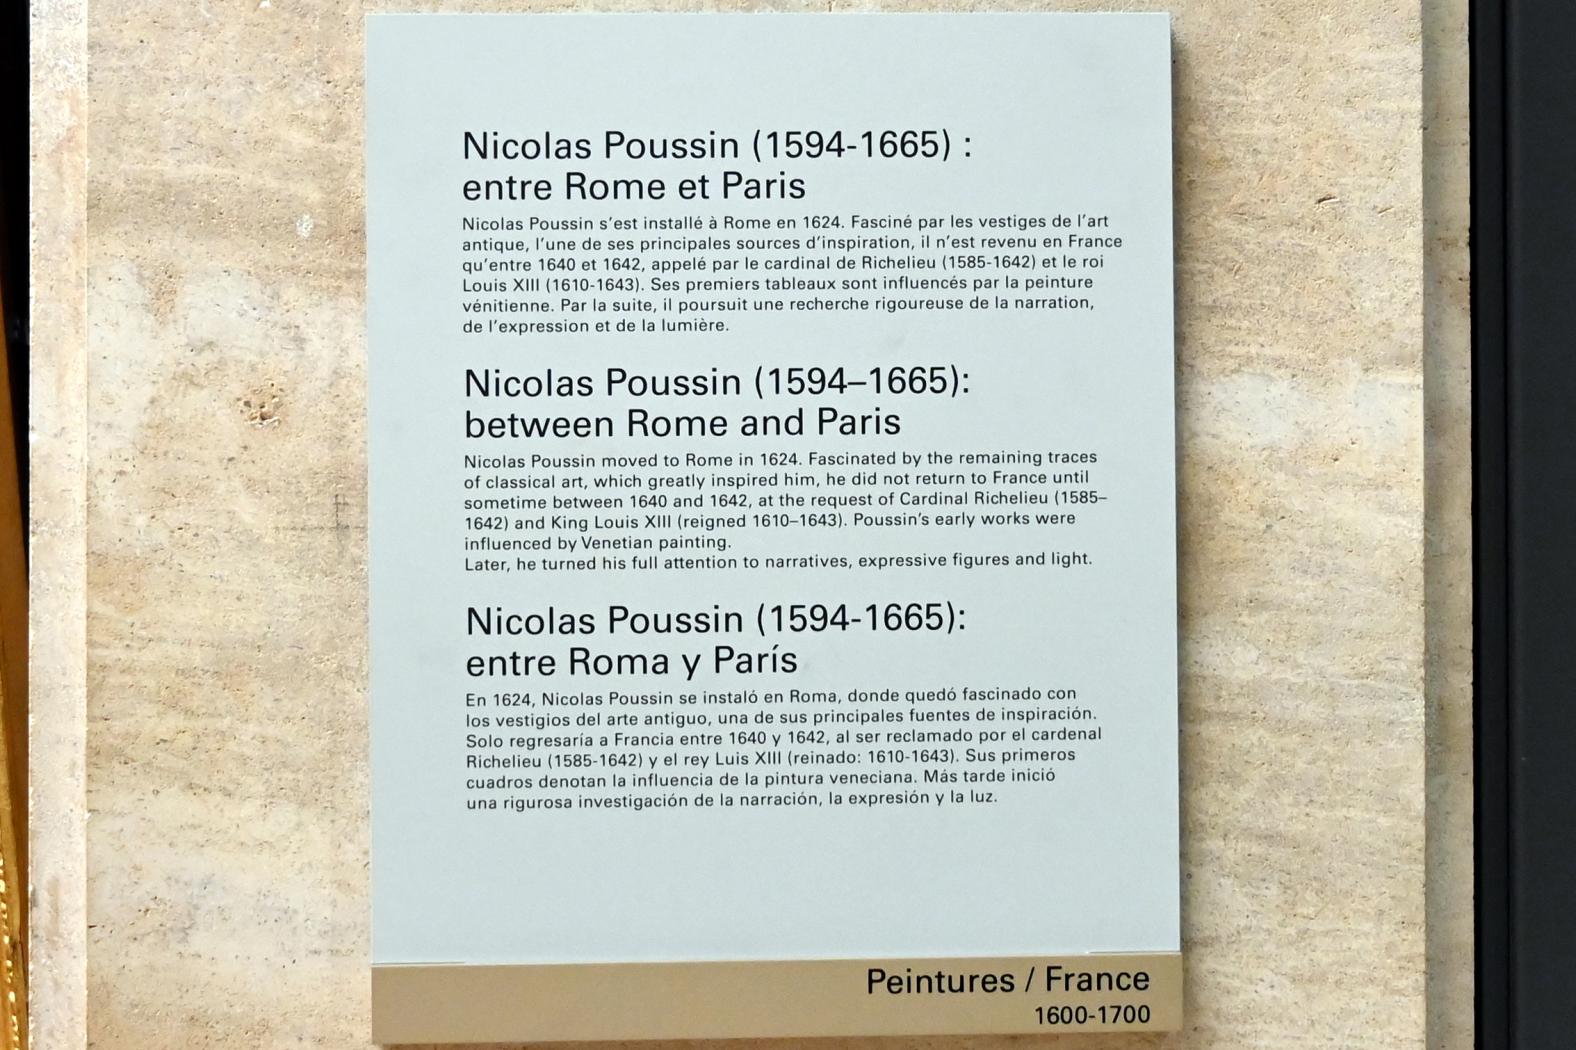 Nicolas Poussin (1594-1665) :
entre Rome et Paris
Nicolas Poussin s'est installé à Rome en 1624. Fasciné par les vestiges de l'art
antique, l'une de ses principales sources d'inspiration, il n'est revenu en France
qu'entre 1640 et 1642, appelé par le cardinal de Richelieu (1585-1642) et le roi
Louis XIII (1610-1643). Ses premiers tableaux sont influencés par la peinture
vénitienne. Par la suite, il poursuit une recherche rigoureuse de la narration,
de l'expression et de la lumière.
Nicolas Poussin (1594–1665):
between Rome and Paris
Nicolas Poussin moved to Rome in 1624. Fascinated by the remaining traces
of classical art, which greatly inspired him, he did not return to France until
sometime between 1640 and 1642, at the request of Cardinal Richelieu (1585–
1642) and King Louis XIII (reigned 1610–1643). Poussin's early works were
influenced by Venetian painting.
Later, he turned his full attention to narratives, expressive figures and light.
Nicolas Poussin (1594-1665):
entre Roma y París
En 1624, Nicolas Poussin se instaló en Roma, donde quedó fascinado con
los vestigios del arte antiguo, una de sus principales fuentes de inspiración.
Solo regresaría a Francia entre 1640 y 1642, al ser reclamado por el cardenal
Richelieu (1585-1642) y el rey Luis XIII (reinado: 1610-1643). Sus primeros
cuadros denotan la influencia de la pintura veneciana. Más tarde inició
una rigurosa investigación de la narración, la expresión y la luz.
Peintures / France
1600-1700